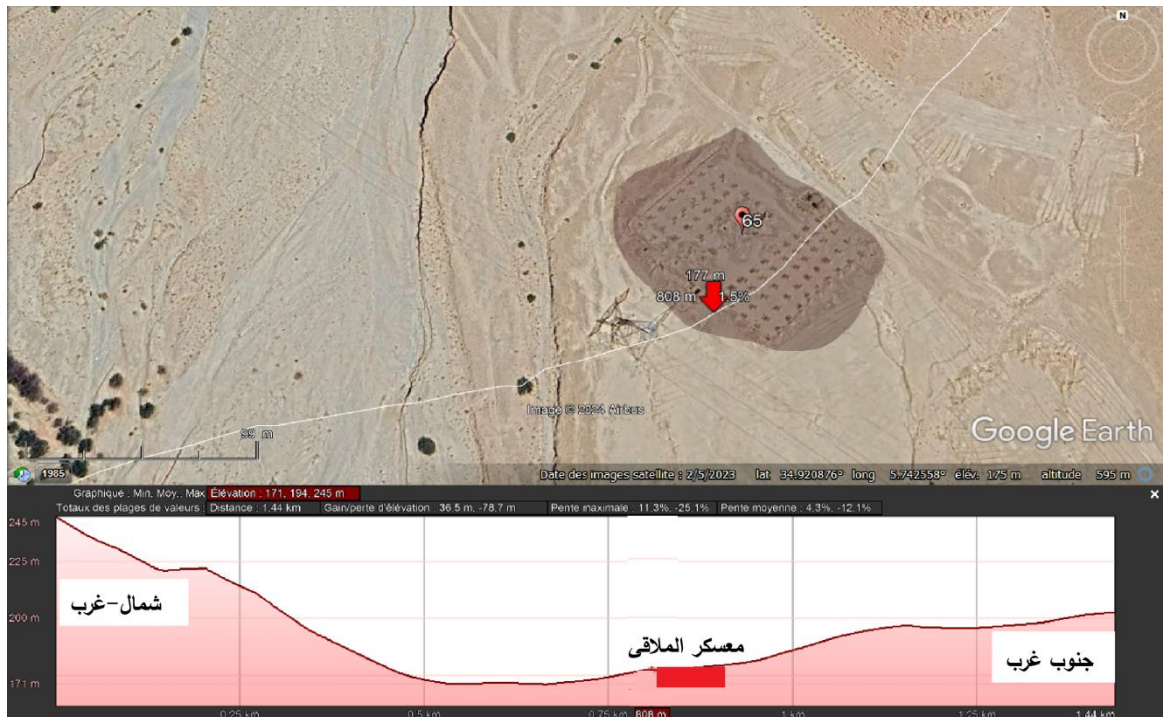 N
65
177 m
808 m 1.5%
Image © 2024 Airbus
99 m
Google Earth
1985
Date des images satellite : 2/5/2023 lat 34.920876° long 5.742558° élév. 175 m altitude 595 m
Graphique : Min, Moy., Max Élévation : 171, 194, 245 m
Totaux des plages de valeurs : Distance : 1.44 km Gain/perte d'élévation : 36.5 m, -78.7 m Pente maximale : 11.3%, -25.1% Pente moyenne : 4.3%, -12.1%
245 m
225 m
شمال-غرب
200 m
معسكر الملاقى
جنوب غرب
171 m
0.25 km 0.5 km 0.75 km 808 m 1 km 1.25 km 1.44 km